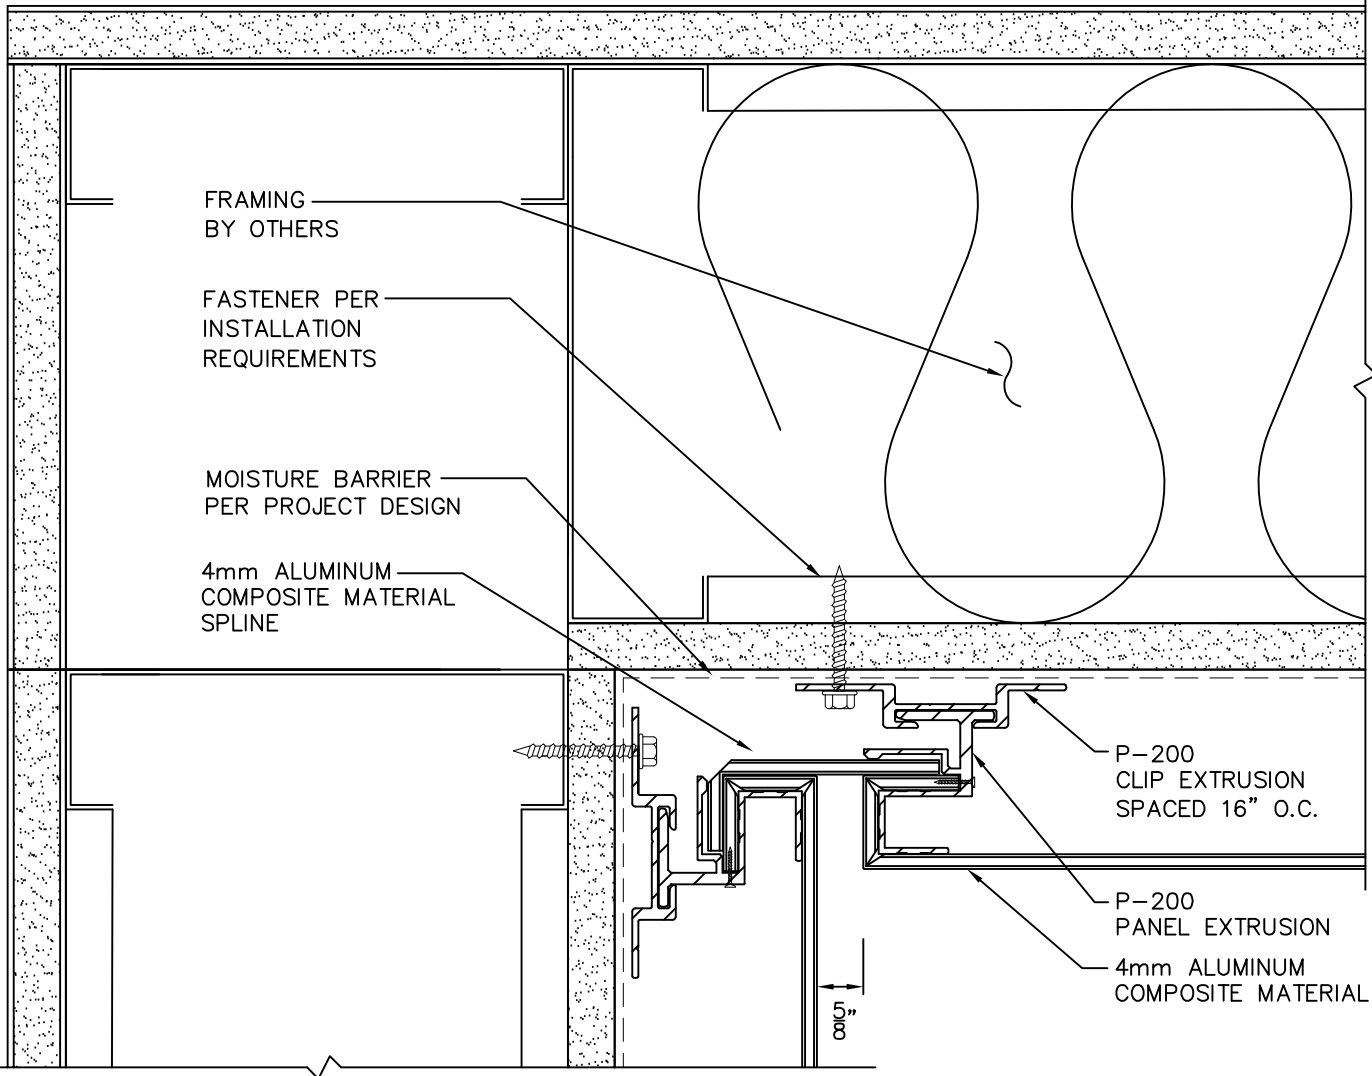 FRAMING
BY OTHERS
FASTENER PER
INSTALLATION
REQUIREMENTS
MOISTURE BARRIER
PER PROJECT DESIGN
4mm ALUMINUM
COMPOSITE MATERIAL
SPLINE
P-200
CLIP EXTRUSION
SPACED 16" O.C.
P-200
PANEL EXTRUSION
4mm ALUMINUM
COMPOSITE MATERIAL
5/8"